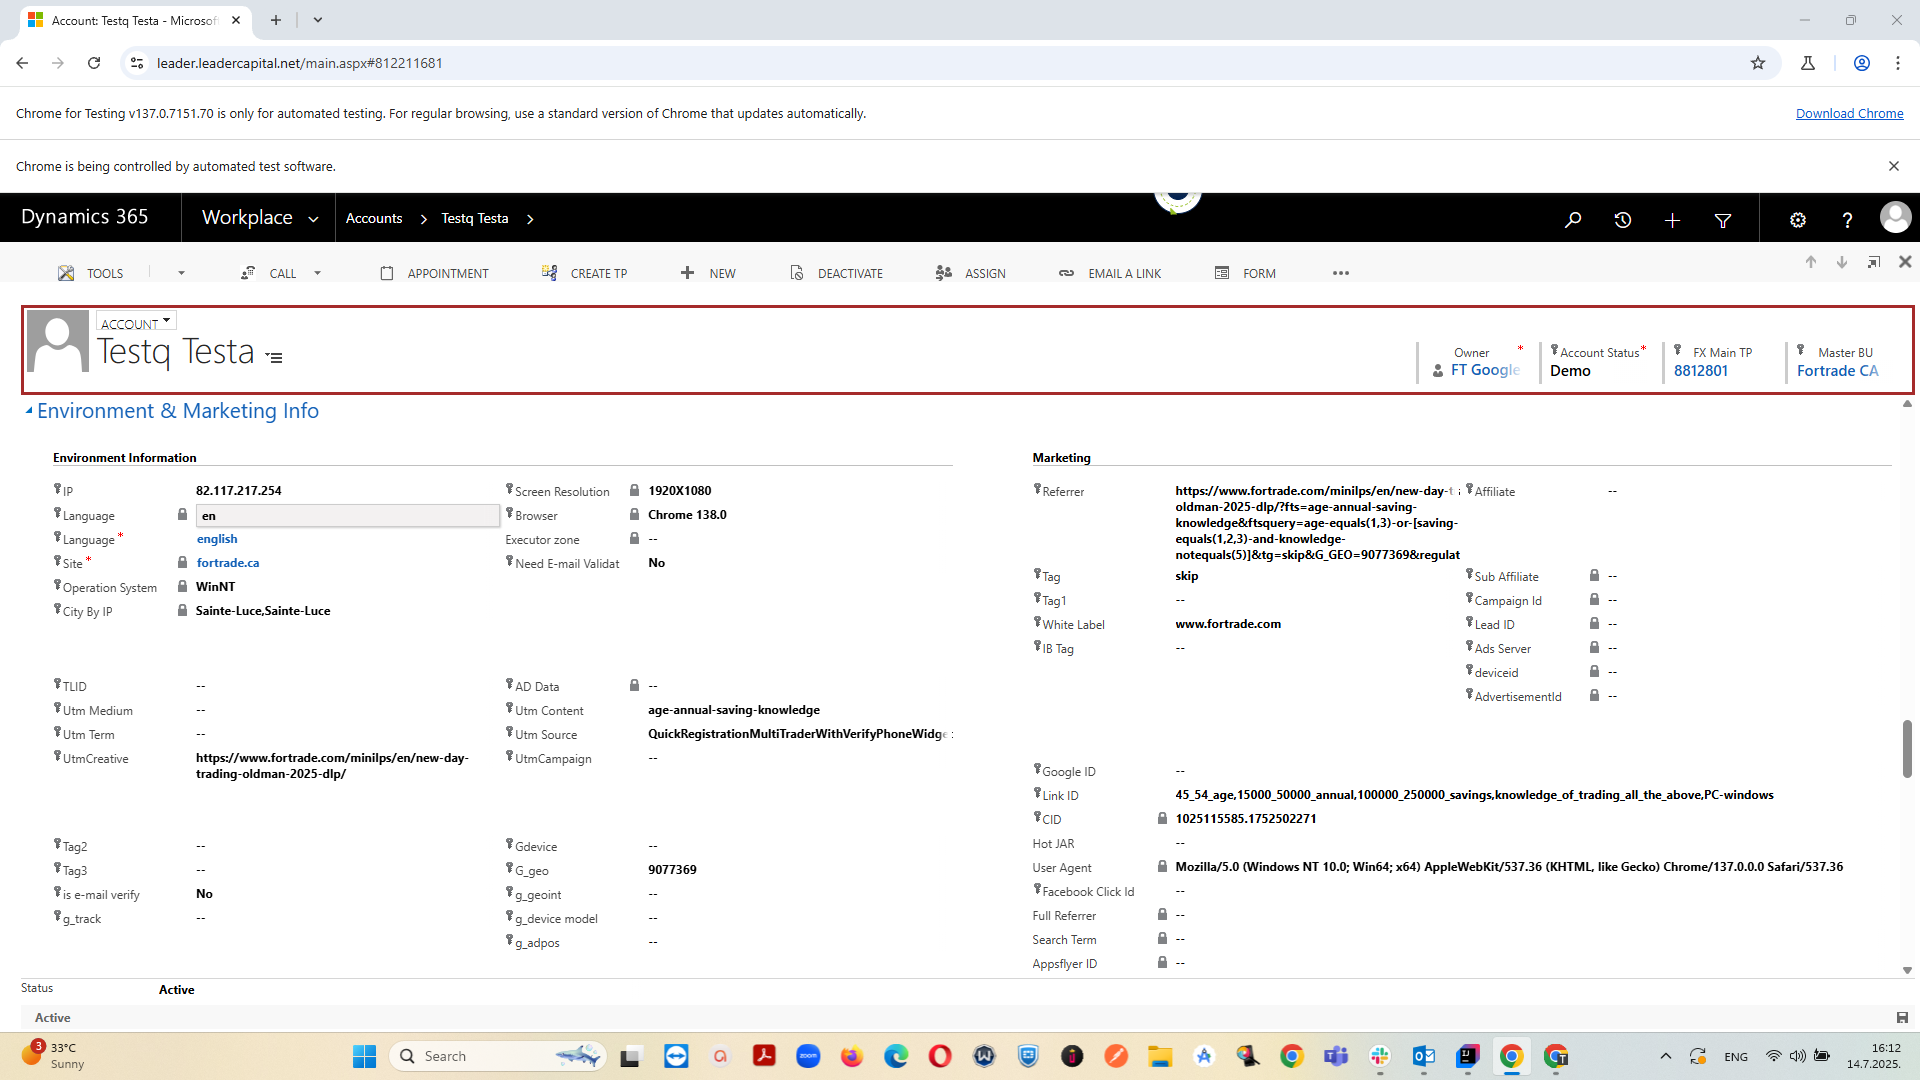 Account: Testq Testa - Microsof
leader.leadercapital.net/main.aspx#812211681
Chrome for Testing v137.0.7151.70 is only for automated testing. For regular browsing, use a standard version of Chrome that updates automatically.
Download Chrome
Chrome is being controlled by automated test software.
Dynamics 365
Workplace
Accounts
Testq Testa
TOOLS
CALL
APPOINTMENT
CREATE TP
NEW
DEACTIVATE
ASSIGN
EMAIL A LINK
FORM
ACCOUNT
Testq Testa
Owner *
FT Google
Account Status *
Demo
FX Main TP
8812801
Master BU
Fortrade CA
Environment & Marketing Info
Environment Information
IP 82.117.217.254
Language en
Language * english
Site * fortrade.ca
Operation System WinNT
City By IP Sainte-Luce,Sainte-Luce
Screen Resolution 1920X1080
Browser Chrome 138.0
Executor zone --
Need E-mail Validat No
TLID --
Utm Medium --
Utm Term --
UtmCreative https://www.fortrade.com/minilps/en/new-day-
trading-oldman-2025-dlp/
AD Data --
Utm Content age-annual-saving-knowledge
Utm Source QuickRegistrationMultiTraderWithVerifyPhoneWidge
UtmCampaign --
Tag2 --
Tag3 --
is e-mail verify No
g_track --
Gdevice --
G_geo 9077369
g_geoint --
g_device model --
g_adpos --
Marketing
Referrer https://www.fortrade.com/minilps/en/new-day-t
oldman-2025-dlp/?fts=age-annual-saving-
knowledge&ftsquery=age-equals(1,3)-or-[saving-
equals(1,2,3)-and-knowledge-
notequals(5)]&tg=skip&G_GEO=9077369&regulat
Tag skip
Tag1 --
White Label www.fortrade.com
IB Tag --
Affiliate --
Sub Affiliate --
Campaign Id --
Lead ID --
Ads Server --
deviceid --
AdvertisementId --
Google ID --
Link ID 45_54_age,15000_50000_annual,100000_250000_savings,knowledge_of_trading_all_the_above,PC-windows
CID 1025115585.1752502271
Hot JAR --
User Agent Mozilla/5.0 (Windows NT 10.0; Win64; x64) AppleWebKit/537.36 (KHTML, like Gecko) Chrome/137.0.0.0 Safari/537.36
Facebook Click Id --
Full Referrer --
Search Term --
Appsflyer ID --
Status Active
Active
3
33°C
Sunny
Search
zoom
ENG
16:12
14.7.2025.